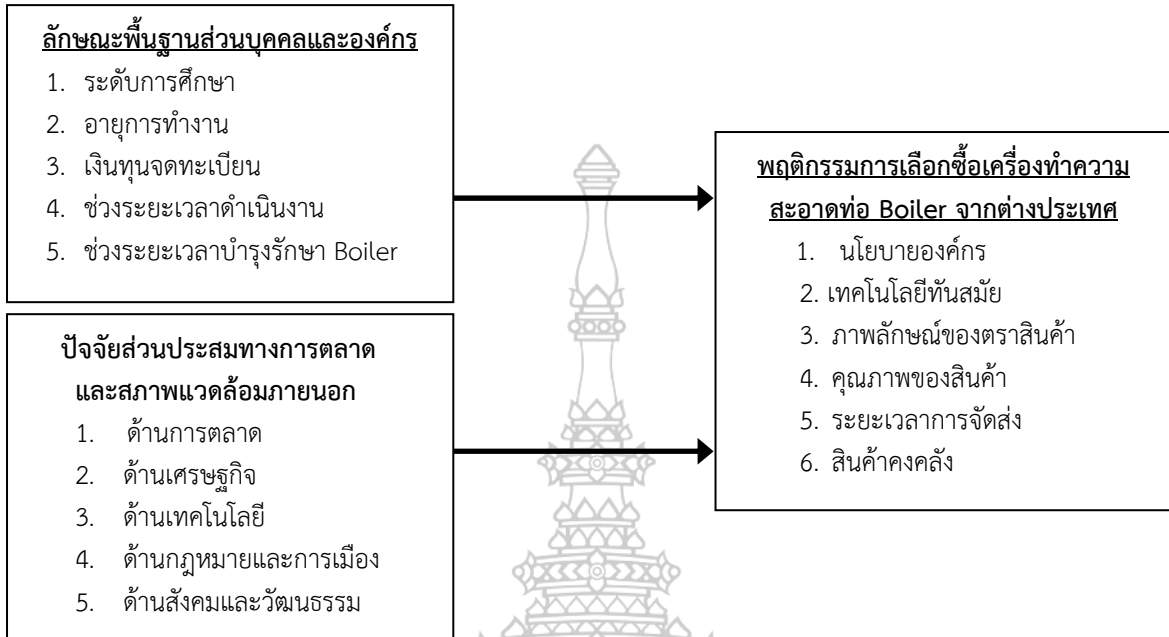 ลักษณะพื้นฐานส่วนบุคคลและองค์กร
1. ระดับการศึกษา
2. อายุการทำงาน
3. เงินทุนจดทะเบียน
4. ช่วงระยะเวลาดำเนินงาน
5. ช่วงระยะเวลาบำรุงรักษา Boiler
ปัจจัยส่วนประสมทางการตลาด
และสภาพแวดล้อมภายนอก
1. ด้านการตลาด
2. ด้านเศรษฐกิจ
3. ด้านเทคโนโลยี
4. ด้านกฎหมายและการเมือง
5. ด้านสังคมและวัฒนธรรม
พฤติกรรมการเลือกซื้อเครื่องทำความ
สะอาดท่อ Boiler จากต่างประเทศ
1. นโยบายองค์กร
2. เทคโนโลยีทันสมัย
3. ภาพลักษณ์ของตราสินค้า
4. คุณภาพของสินค้า
5. ระยะเวลาการจัดส่ง
6. สินค้าคงคลัง